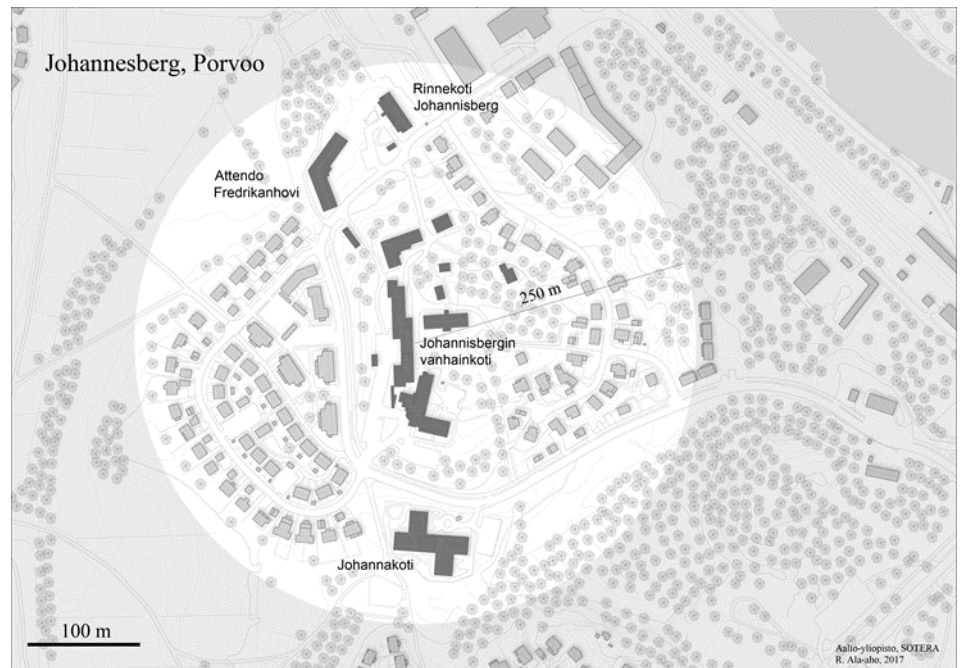 Johannesberg, Porvoo
Rinnekoti
Johannisberg
Attendo
Fredrikanhovi
250 m
Johannisbergin
vanhainkoti
Johannakoti
100 m
Aalto-yliopisto, SOTERA
R. Ala-aho, 2017